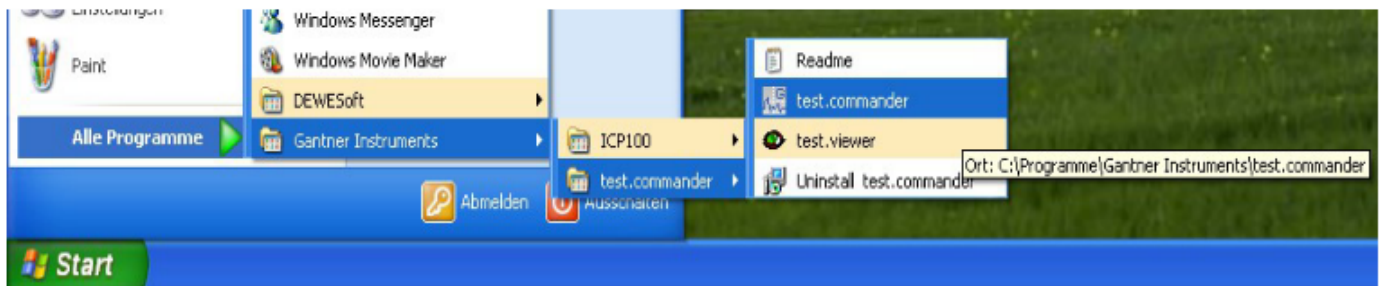 Einstellungen
Paint
Alle Programme
Windows Messenger
Windows Movie Maker
DEWESoft
Gantner Instruments
ICP100
test.commander
Readme
test.commander
test.viewer
Uninstall test.commander
Ort: C:\Programme\Gantner Instruments\test.commander
Abmelden
Ausschalten
Start